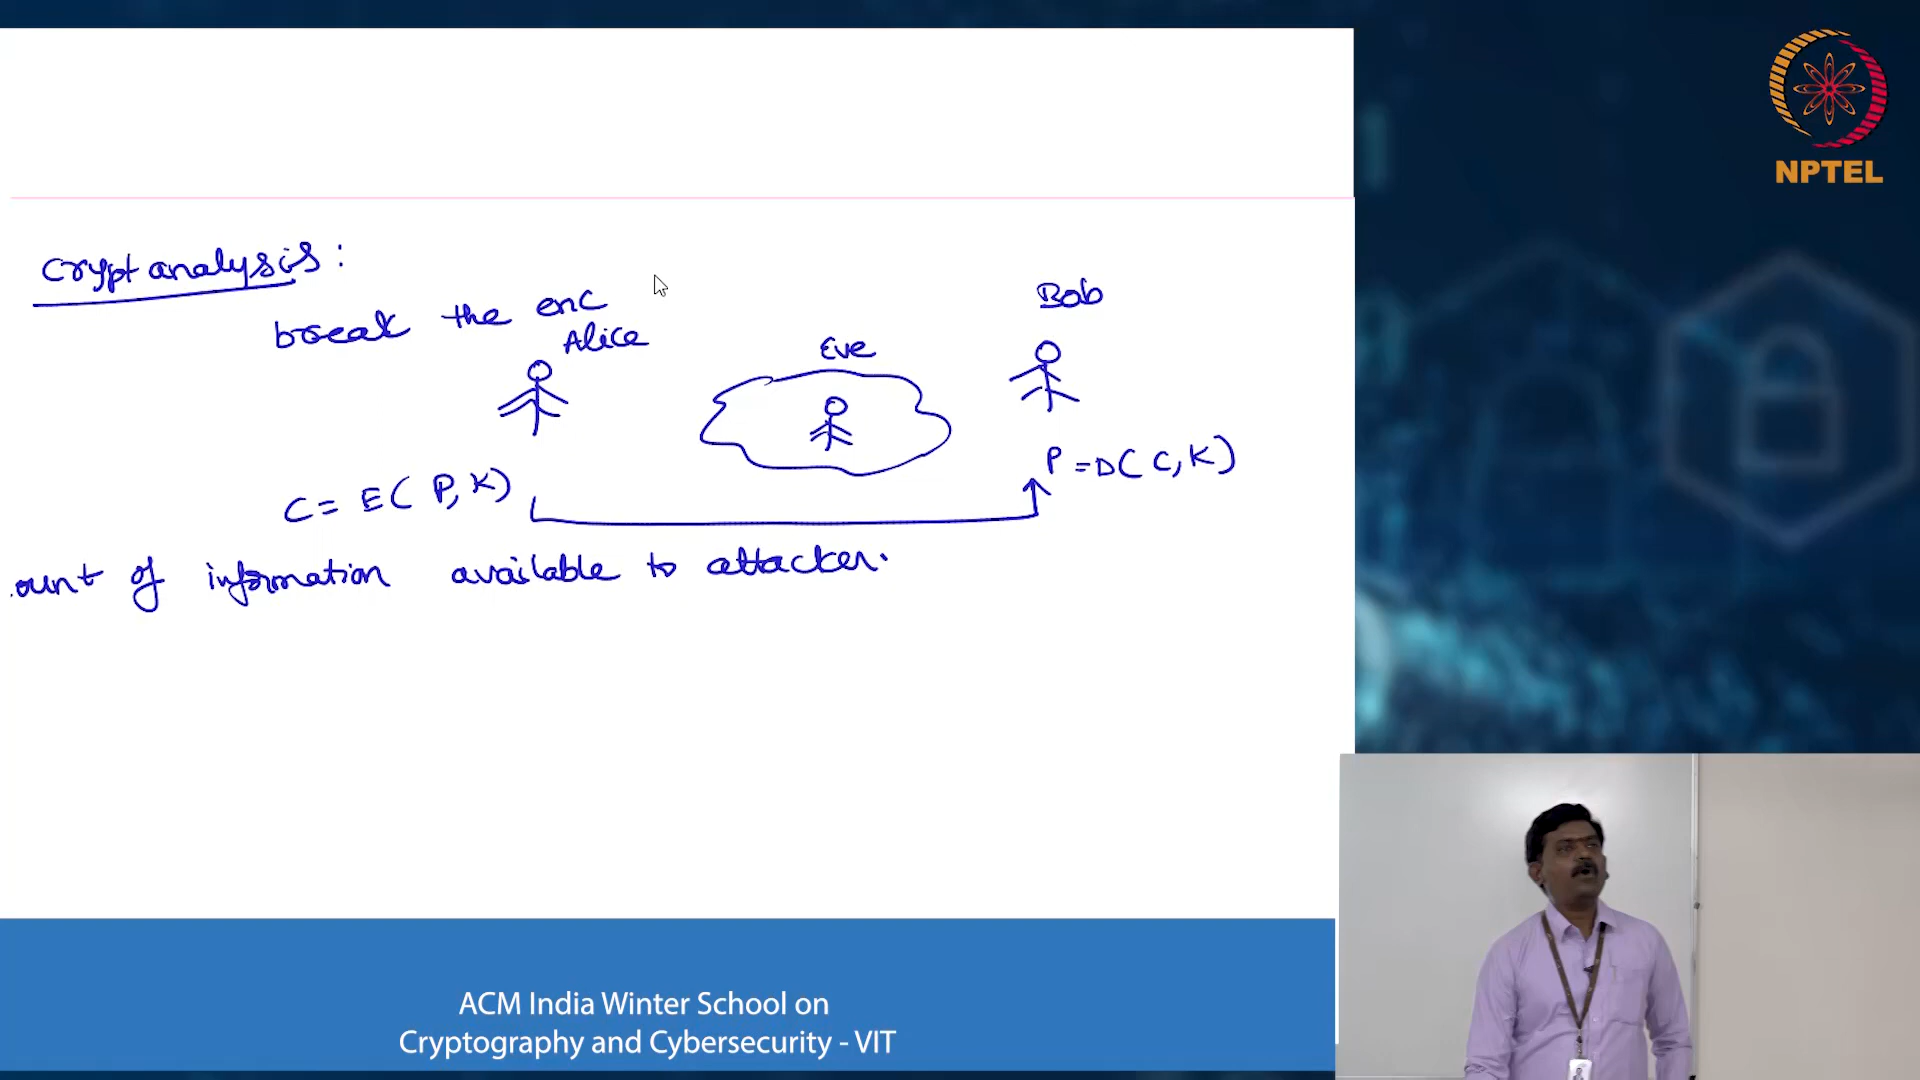 NPTEL
Cryptanalysis:
break the enc
Alice
Eve
Bob
C = E( P, K)
P = D( C, K)
ount of information available to attacker.
ACM India Winter School on
Cryptography and Cybersecurity - VIT